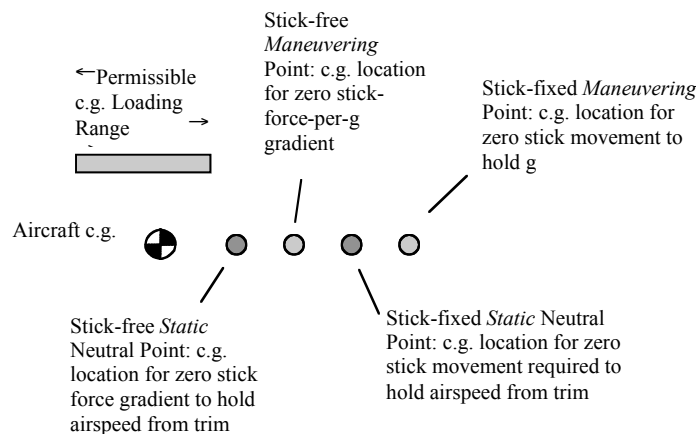 Stick-free
Maneuvering
Point: c.g. location
for zero stick-
force-per-g
gradient
←Permissible
c.g. Loading
Range →
Stick-fixed Maneuvering
Point: c.g. location for
zero stick movement to
hold g
Aircraft c.g.
Stick-free Static
Neutral Point: c.g.
location for zero stick
force gradient to hold
airspeed from trim
Stick-fixed Static Neutral
Point: c.g. location for zero
stick movement required to
hold airspeed from trim